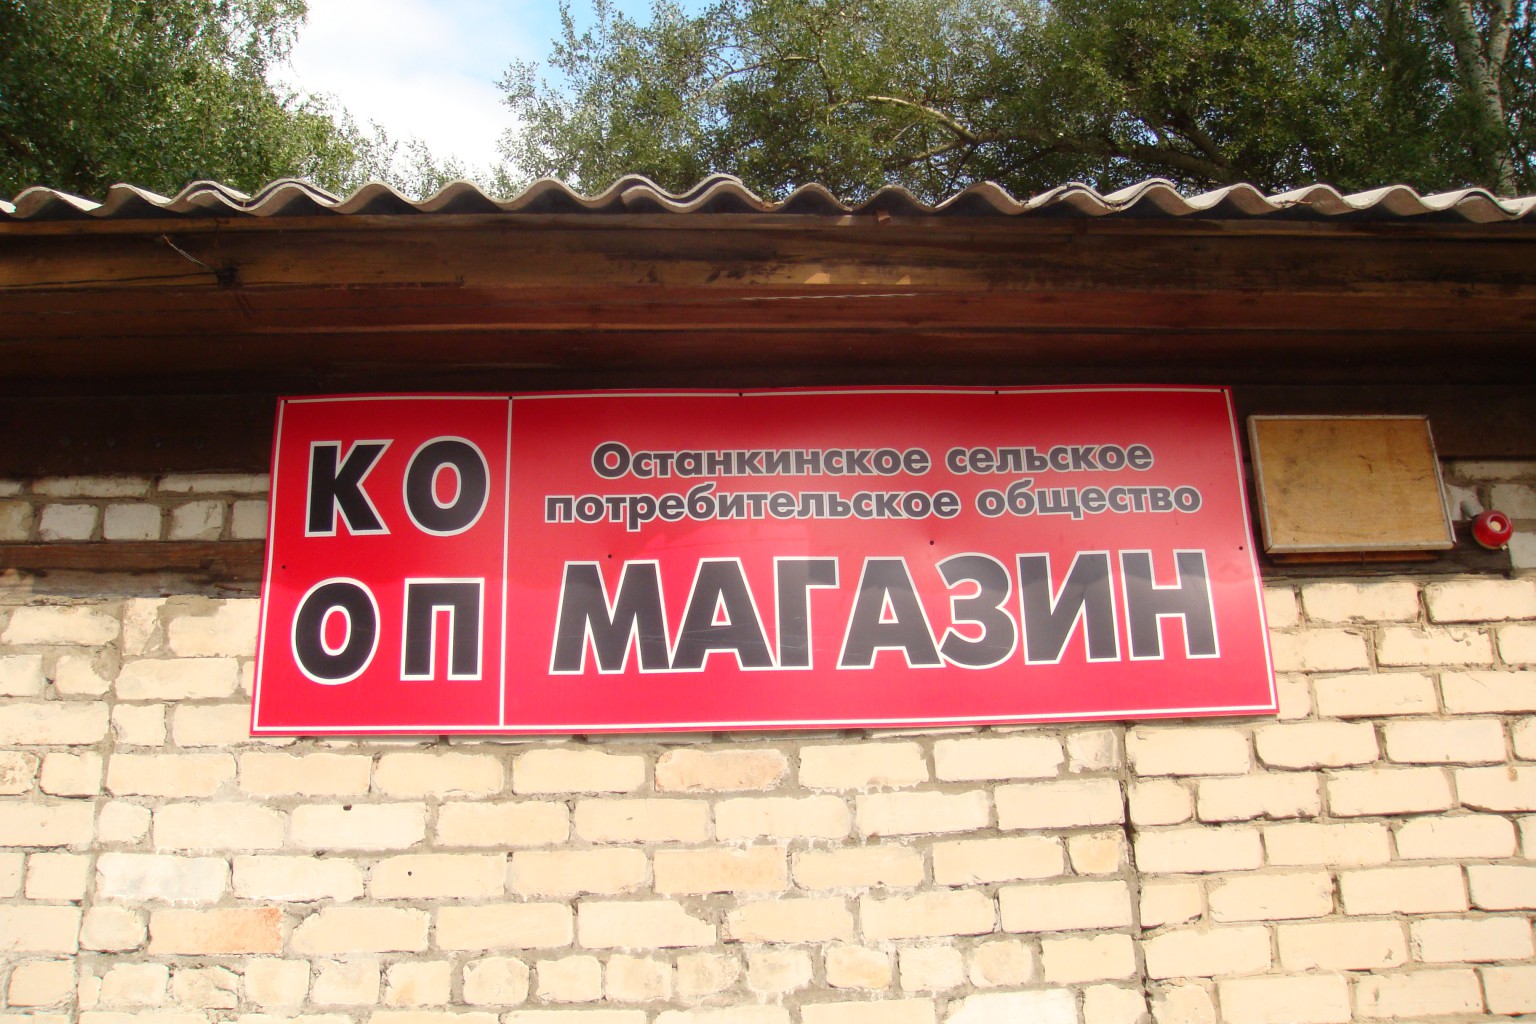 КО
ОП
Останкинское сельское
потребительское общество
МАГАЗИН